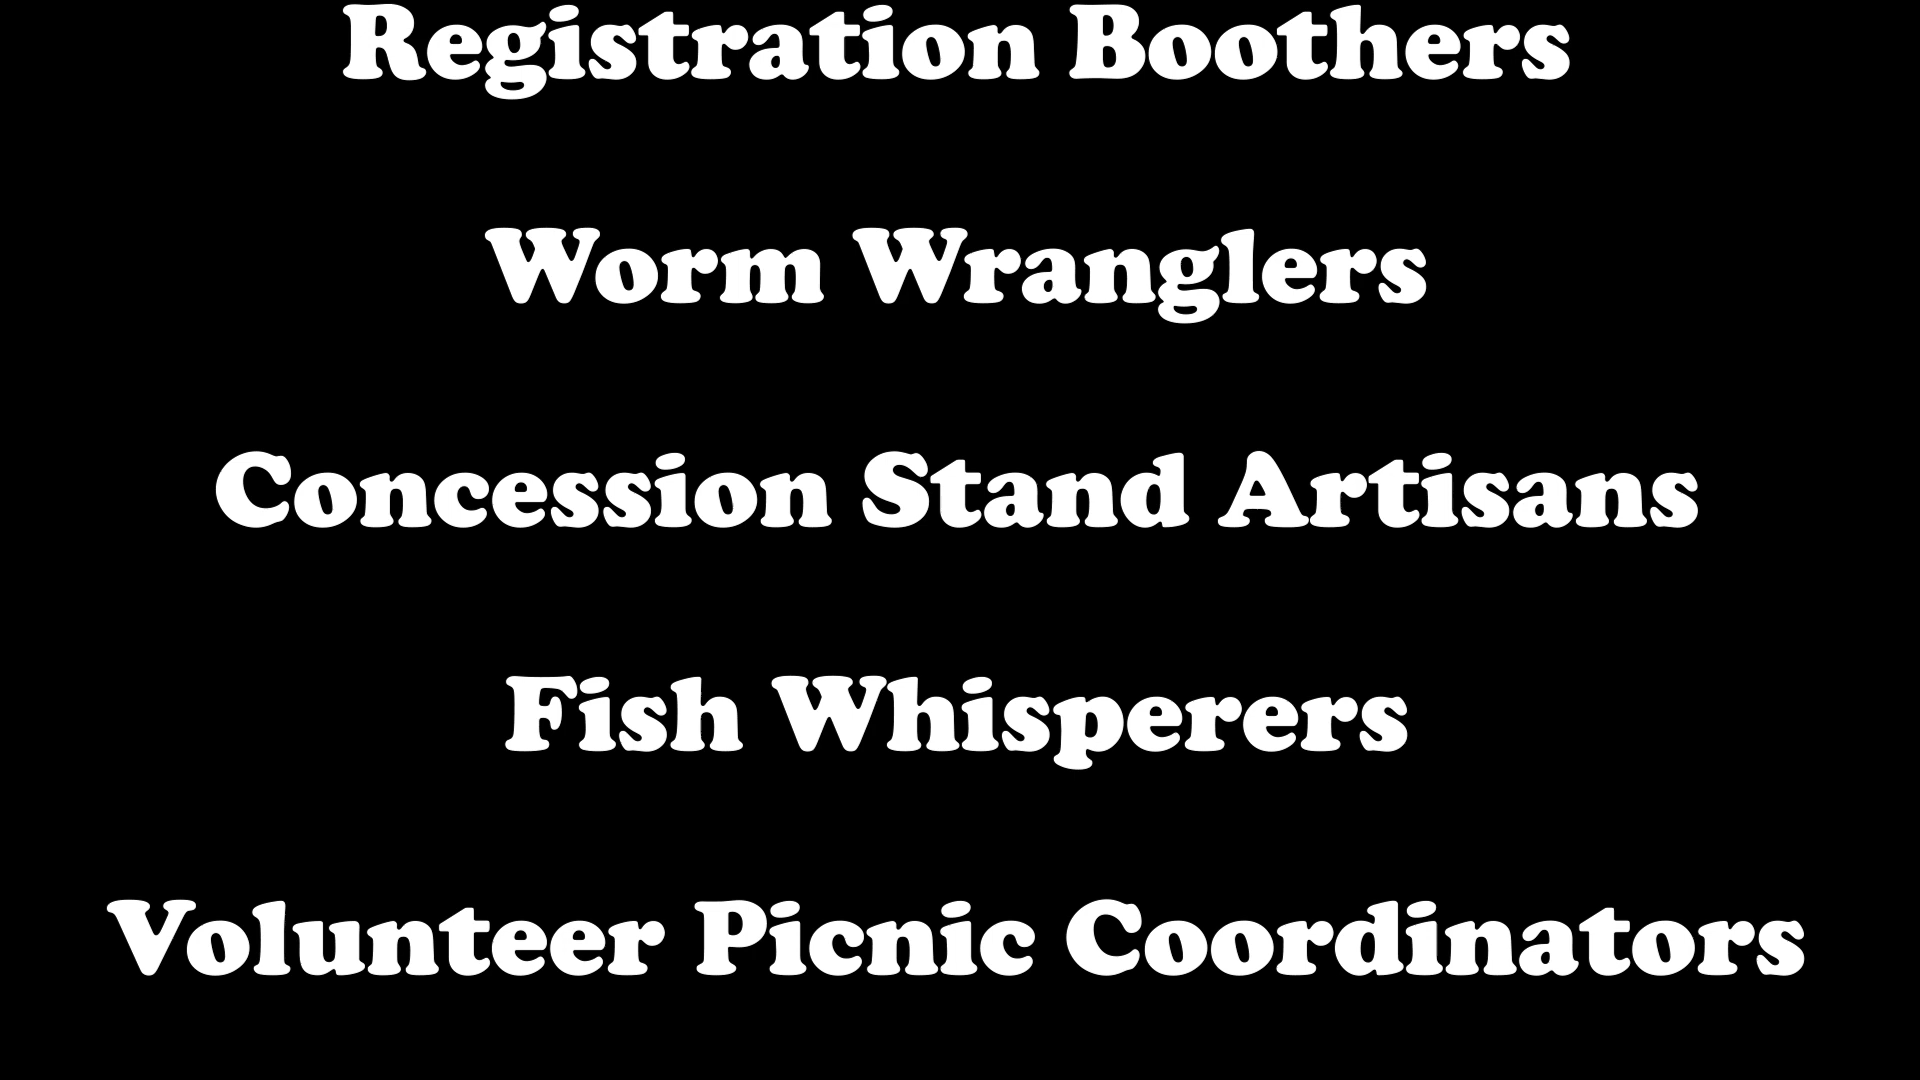 Registration Boothers
Worm Wranglers
Concession Stand Artisans
Fish Whisperers
Volunteer Picnic Coordinators